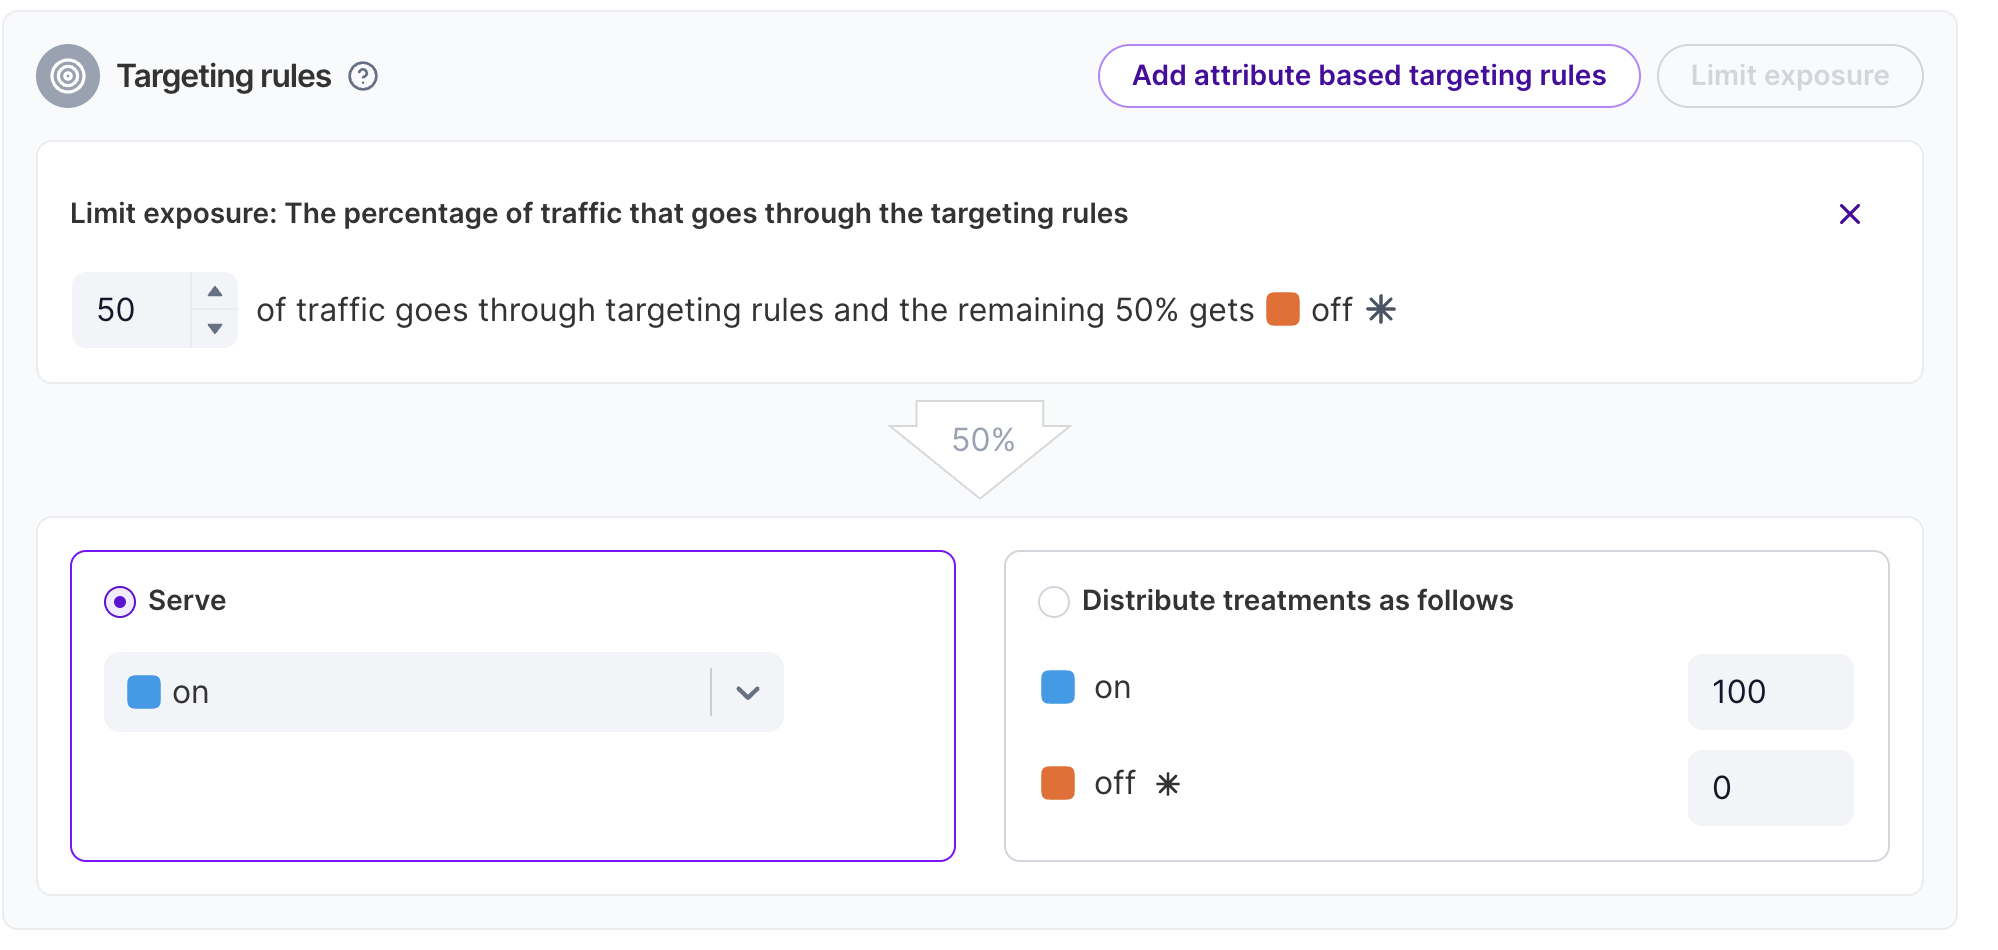 Targeting rules ?
Add attribute based targeting rules
Limit exposure
Limit exposure: The percentage of traffic that goes through the targeting rules
50 of traffic goes through targeting rules and the remaining 50% gets off
50%
Serve
on
Distribute treatments as follows
on 100
off 0